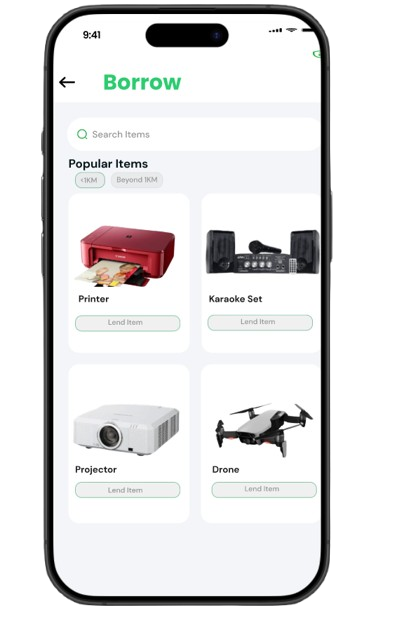 9:41
Borrow
Search Items
Popular Items
<1KM Beyond 1KM
Printer Karaoke Set
Lend Item Lend Item
Projector Drone
Lend Item Lend Item